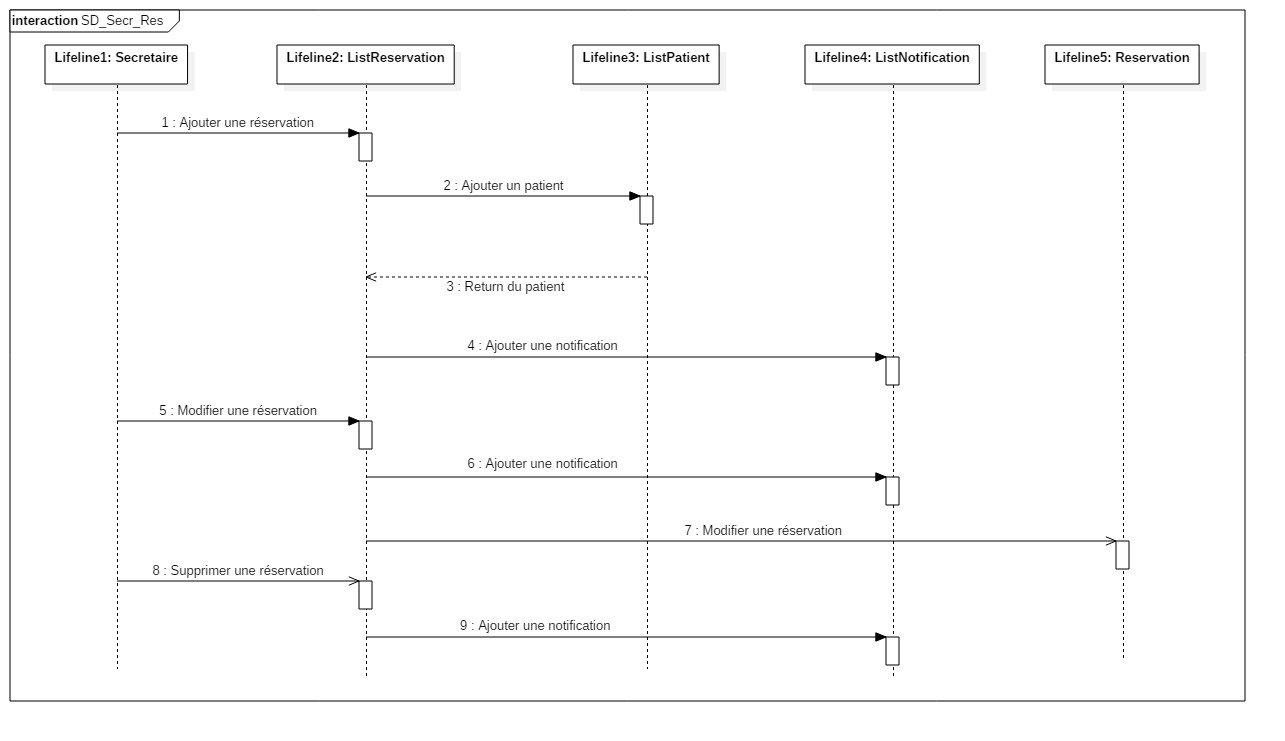 interaction SD_Secr_Res
Lifeline1: Secretaire
Lifeline2: ListReservation
Lifeline3: ListPatient
Lifeline4: ListNotification
Lifeline5: Reservation
1 : Ajouter une réservation
2 : Ajouter un patient
3 : Return du patient
4 : Ajouter une notification
5 : Modifier une réservation
6 : Ajouter une notification
7 : Modifier une réservation
8 : Supprimer une réservation
9 : Ajouter une notification